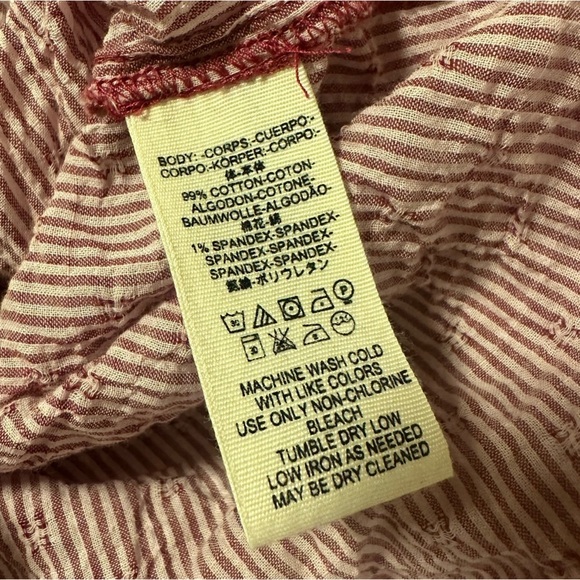 BODY:-CORPS-CUERPO:-
CORPO:-KÖRPER-CORPO:-
体-本体
99% COTTON-COTON-
ALGODON-COTONE-
BAUMWOLLE-ALGODÃO-
棉花-綿
1% SPANDEX-SPANDEX-
SPANDEX-SPANDEX-
SPANDEX-SPANDEX-
氨綸-ポリウレタン
P
MACHINE WASH COLD
WITH LIKE COLORS
USE ONLY NON-CHLORINE
BLEACH
TUMBLE DRY LOW
LOW IRON AS NEEDED
MAY BE DRY CLEANED